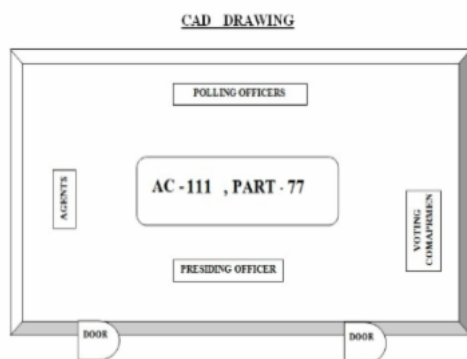 CAD DRAWING
POLLING OFFICERS
AGENTS
AC -111 , PART - 77
VOTING
COMAPRMEN
PRESIDING OFFICER
DOOR
DOOR